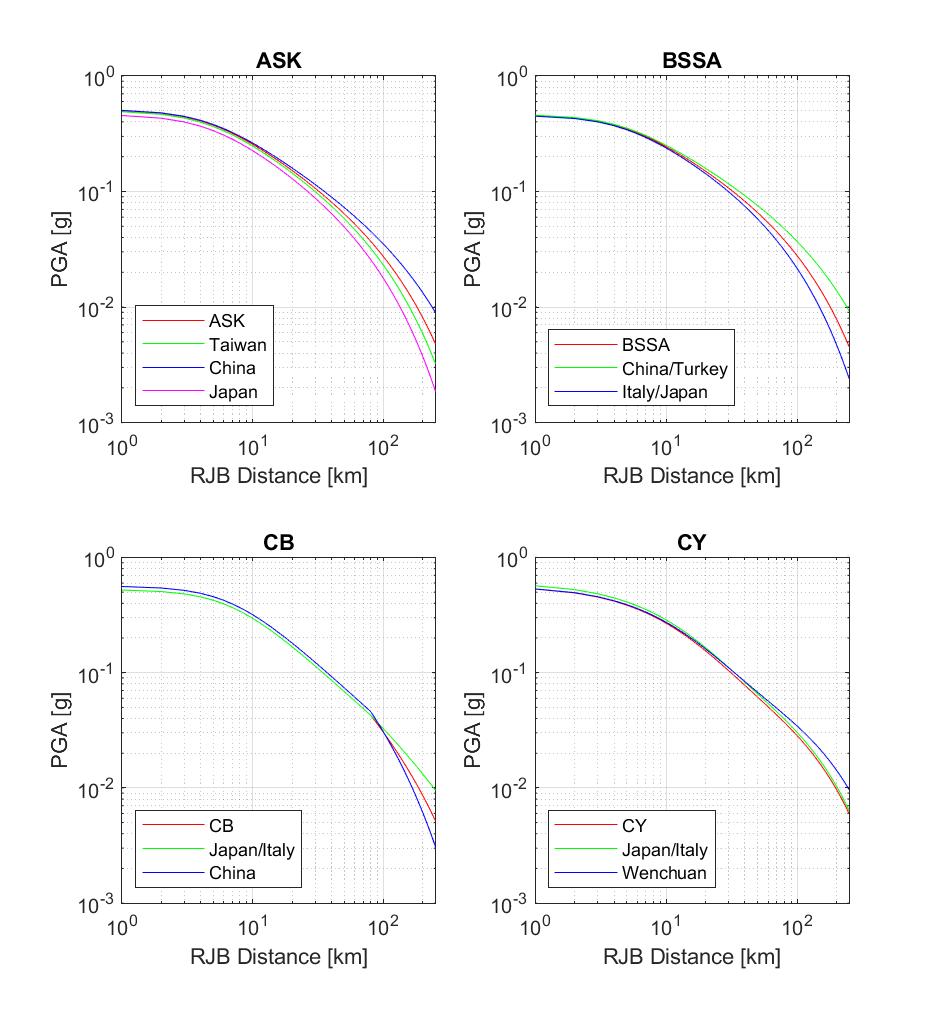 ASK
PGA [g]
10^0
10^-1
10^-2
10^-3
ASK
Taiwan
China
Japan
10^0
10^1
10^2
RJB Distance [km]
BSSA
PGA [g]
10^0
10^-1
10^-2
10^-3
BSSA
China/Turkey
Italy/Japan
10^0
10^1
10^2
RJB Distance [km]
CB
PGA [g]
10^0
10^-1
10^-2
10^-3
CB
Japan/Italy
China
10^0
10^1
10^2
RJB Distance [km]
CY
PGA [g]
10^0
10^-1
10^-2
10^-3
CY
Japan/Italy
Wenchuan
10^0
10^1
10^2
RJB Distance [km]